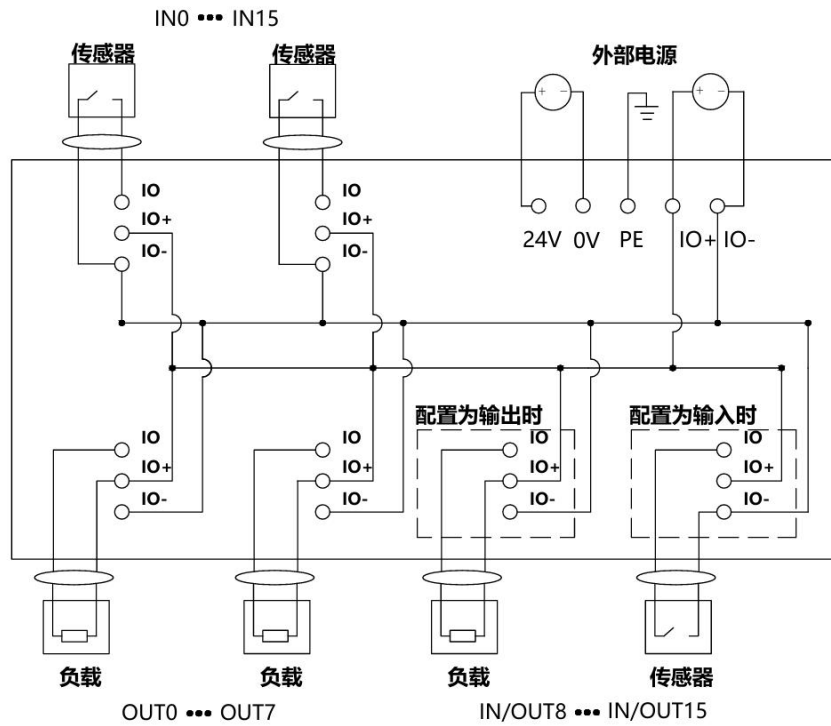 IN0 ••• IN15
传感器 传感器 外部电源
+ − + −
IO IO
IO+ IO+
IO- IO-
24V 0V PE IO+ IO-
配置为输出时 配置为输入时
IO IO IO IO
IO+ IO+ IO+ IO+
IO- IO- IO- IO-
负载 负载 负载 传感器
OUT0 ••• OUT7 IN/OUT8 ••• IN/OUT15